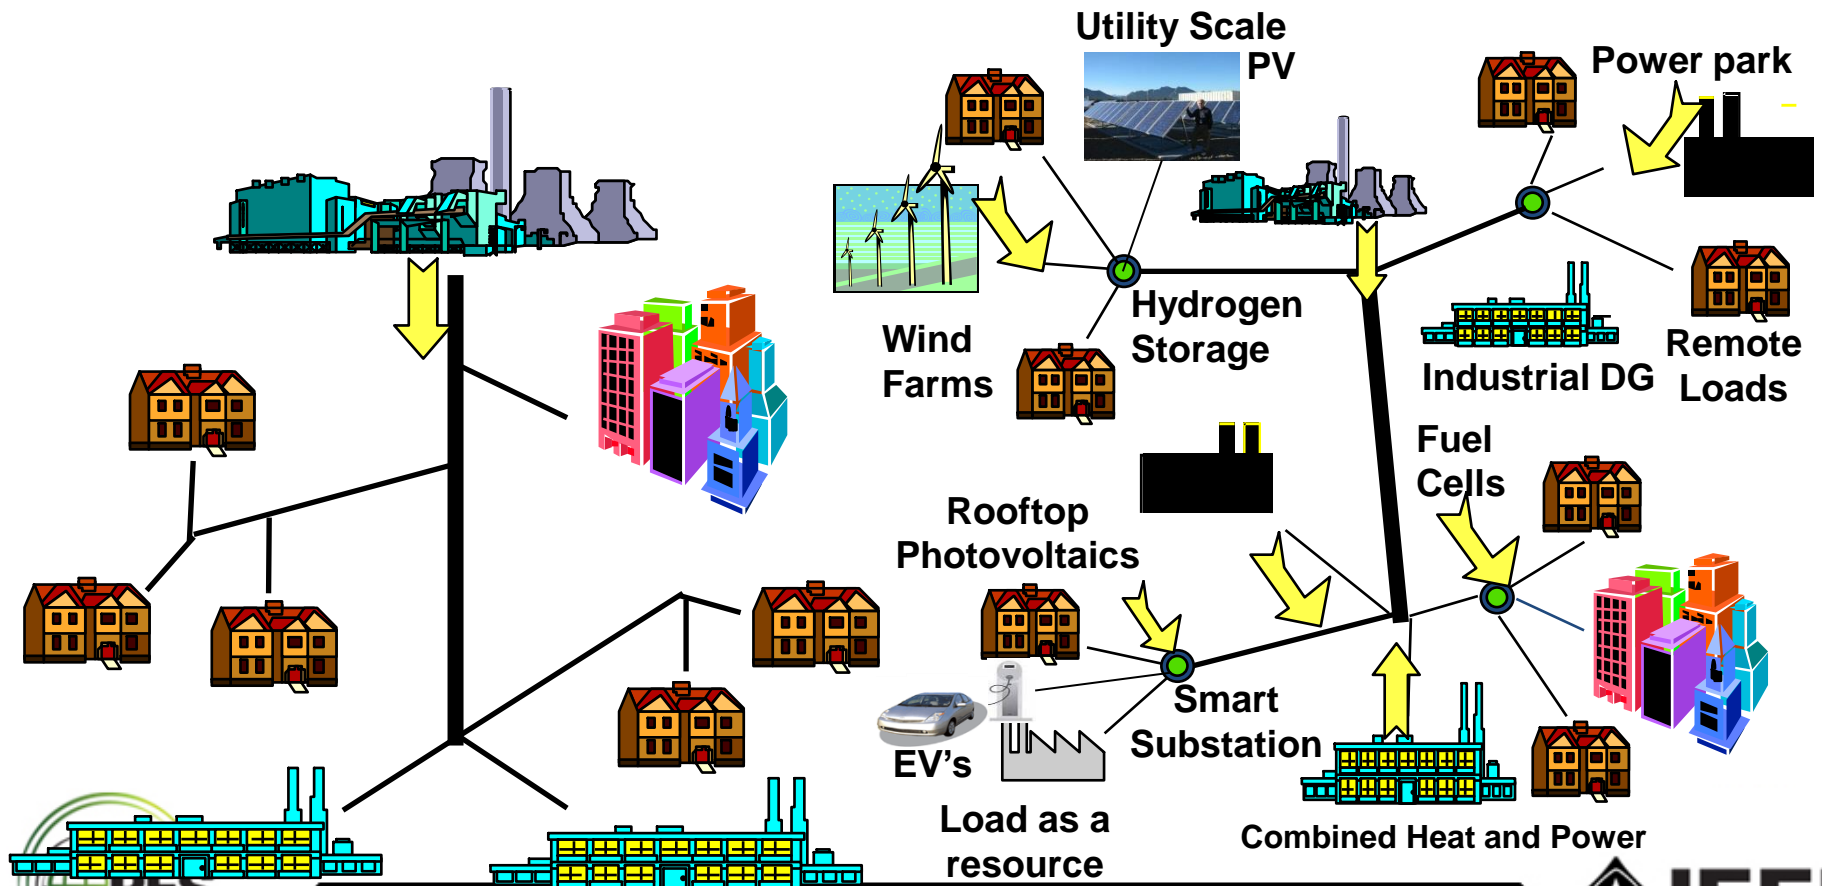 Utility Scale
PV
Power park
Hydrogen
Storage
Wind
Farms
Remote
Loads
Industrial DG
Fuel
Cells
Rooftop
Photovoltaics
Smart
Substation
EV’s
Load as a
resource
Combined Heat and Power